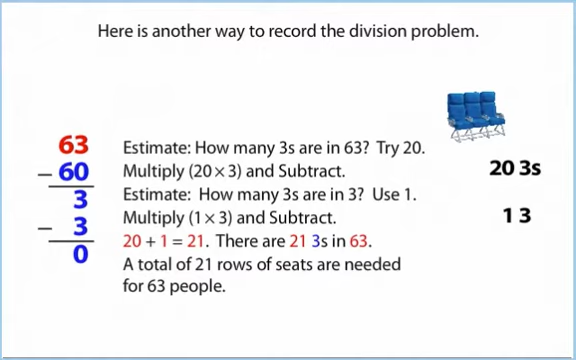 Here is another way to record the division problem.
63
− 60
3
− 3
0
Estimate: How many 3s are in 63? Try 20.
Multiply (20 × 3) and Subtract.
Estimate: How many 3s are in 3? Use 1.
Multiply (1 × 3) and Subtract.
20 + 1 = 21. There are 21 3s in 63.
A total of 21 rows of seats are needed
for 63 people.
20 3s
1 3